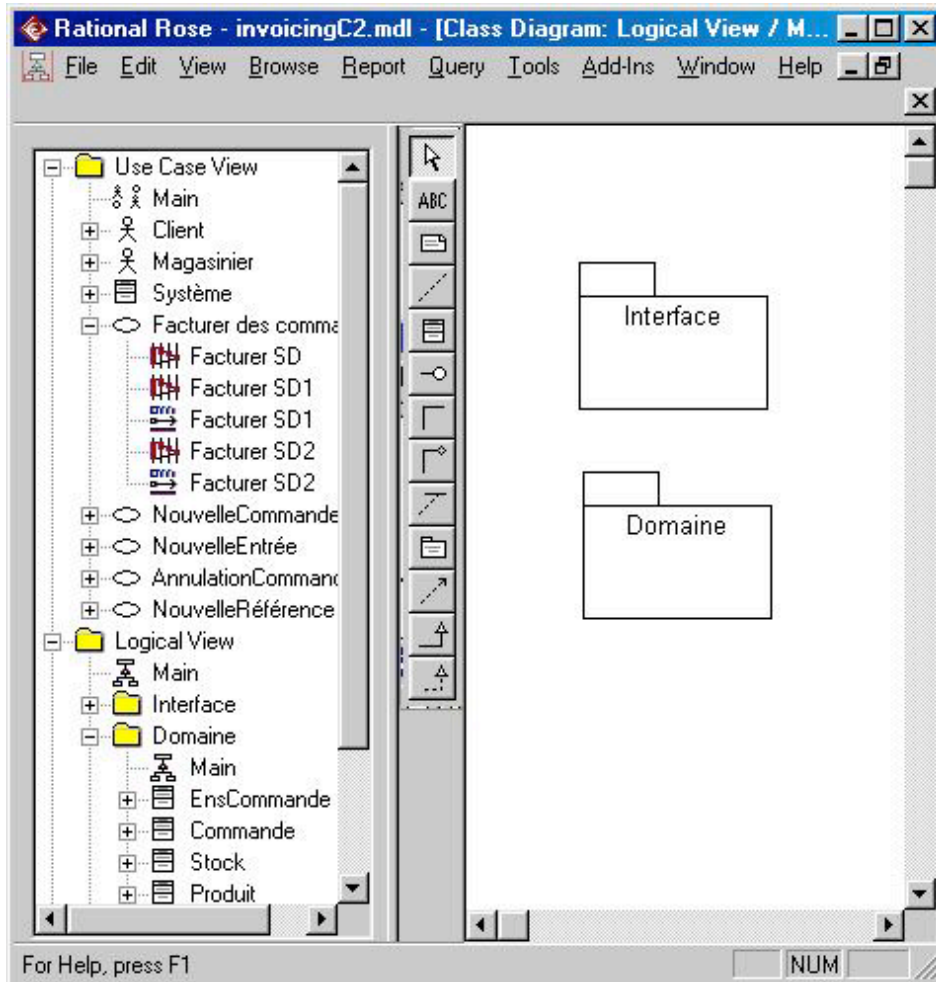 Rational Rose - invoicingC2.mdl - [Class Diagram: Logical View / M...
File Edit View Browse Report Query Tools Add-Ins Window Help
Use Case View
Main
Client
Magasinier
Système
Facturer des comma
Facturer SD
Facturer SD1
Facturer SD1
Facturer SD2
Facturer SD2
NouvelleCommande
NouvelleEntrée
AnnulationCommand
NouvelleRéférence
Logical View
Main
Interface
Domaine
Main
EnsCommande
Commande
Stock
Produit
ABC
Interface
Domaine
For Help, press F1
NUM